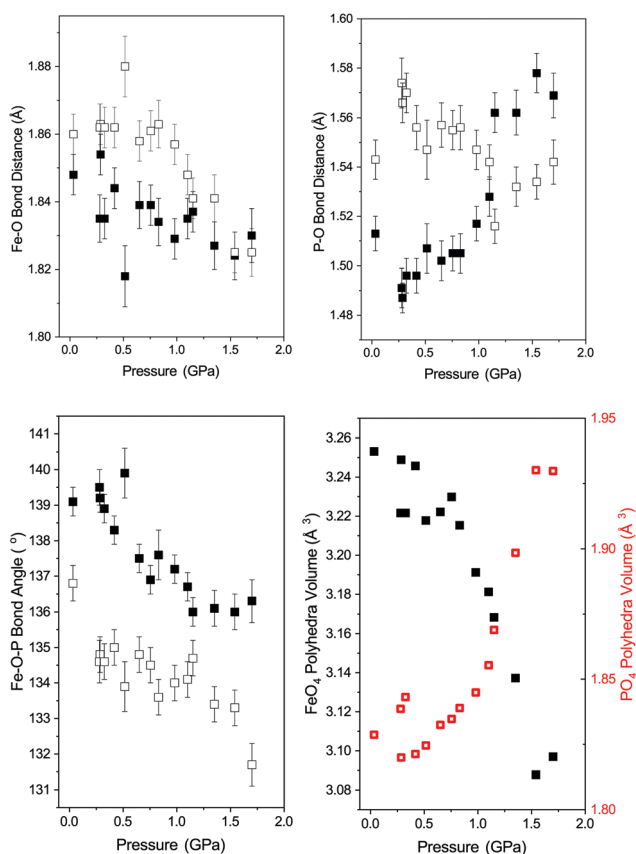 1.88
1.86
1.84
1.82
1.80
Fe-O Bond Distance (Å)
0.0 0.5 1.0 1.5 2.0
Pressure (GPa)
1.60
1.58
1.56
1.54
1.52
1.50
1.48
P-O Bond Distance (Å)
0.0 0.5 1.0 1.5 2.0
Pressure (GPa)
141
140
139
138
137
136
135
134
133
132
131
Fe-O-P Bond Angle ( º)
0.0 0.5 1.0 1.5 2.0
Pressure (GPa)
3.26
3.24
3.22
3.20
3.18
3.16
3.14
3.12
3.10
3.08
FeO₄ Polyhedra Volume (Å ³)
0.0 0.5 1.0 1.5 2.0
Pressure (GPa)
1.95
1.90
1.85
1.80
PO₄ Polyhedra Volume (Å ³)